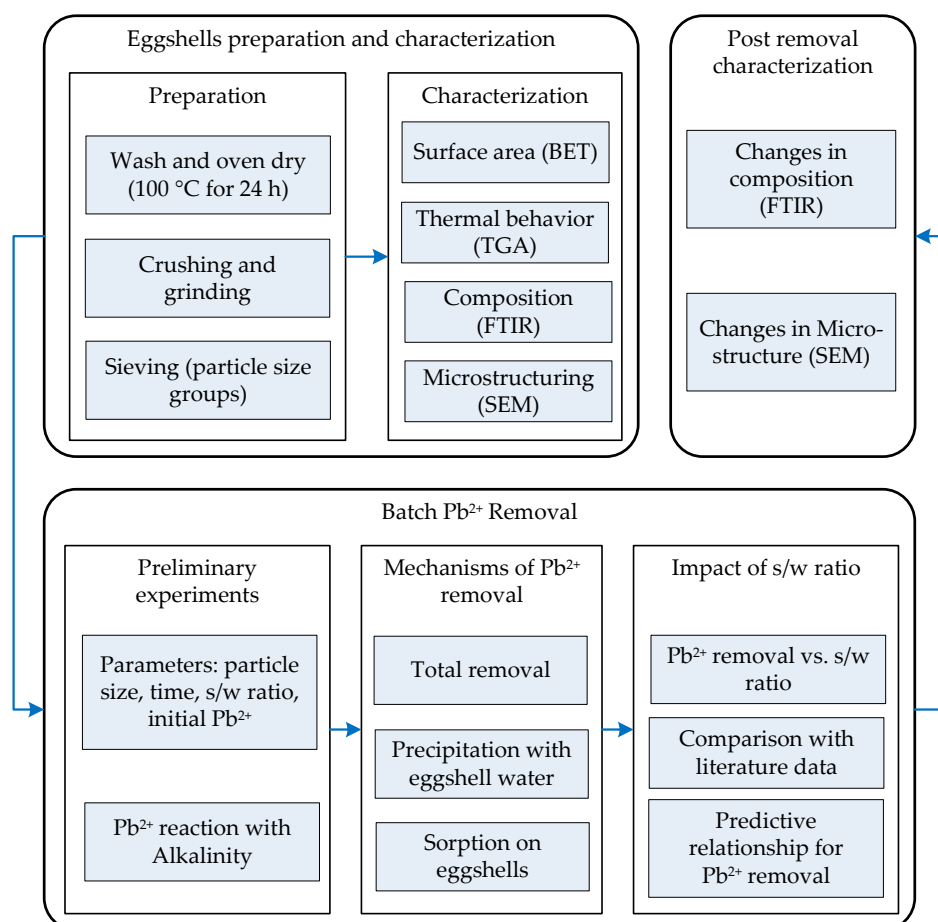 Eggshells preparation and characterization
Preparation
Wash and oven dry
(100 °C for 24 h)
Crushing and
grinding
Sieving (particle size
groups)
Characterization
Surface area (BET)
Thermal behavior
(TGA)
Composition
(FTIR)
Microstructuring
(SEM)
Post removal
characterization
Changes in
composition
(FTIR)
Changes in Micro-
structure (SEM)
Batch Pb²⁺ Removal
Preliminary
experiments
Parameters: particle
size, time, s/w ratio,
initial Pb²⁺
Pb²⁺ reaction with
Alkalinity
Mechanisms of Pb²⁺
removal
Total removal
Precipitation with
eggshell water
Sorption on
eggshells
Impact of s/w ratio
Pb²⁺ removal vs. s/w
ratio
Comparison with
literature data
Predictive
relationship for
Pb²⁺ removal